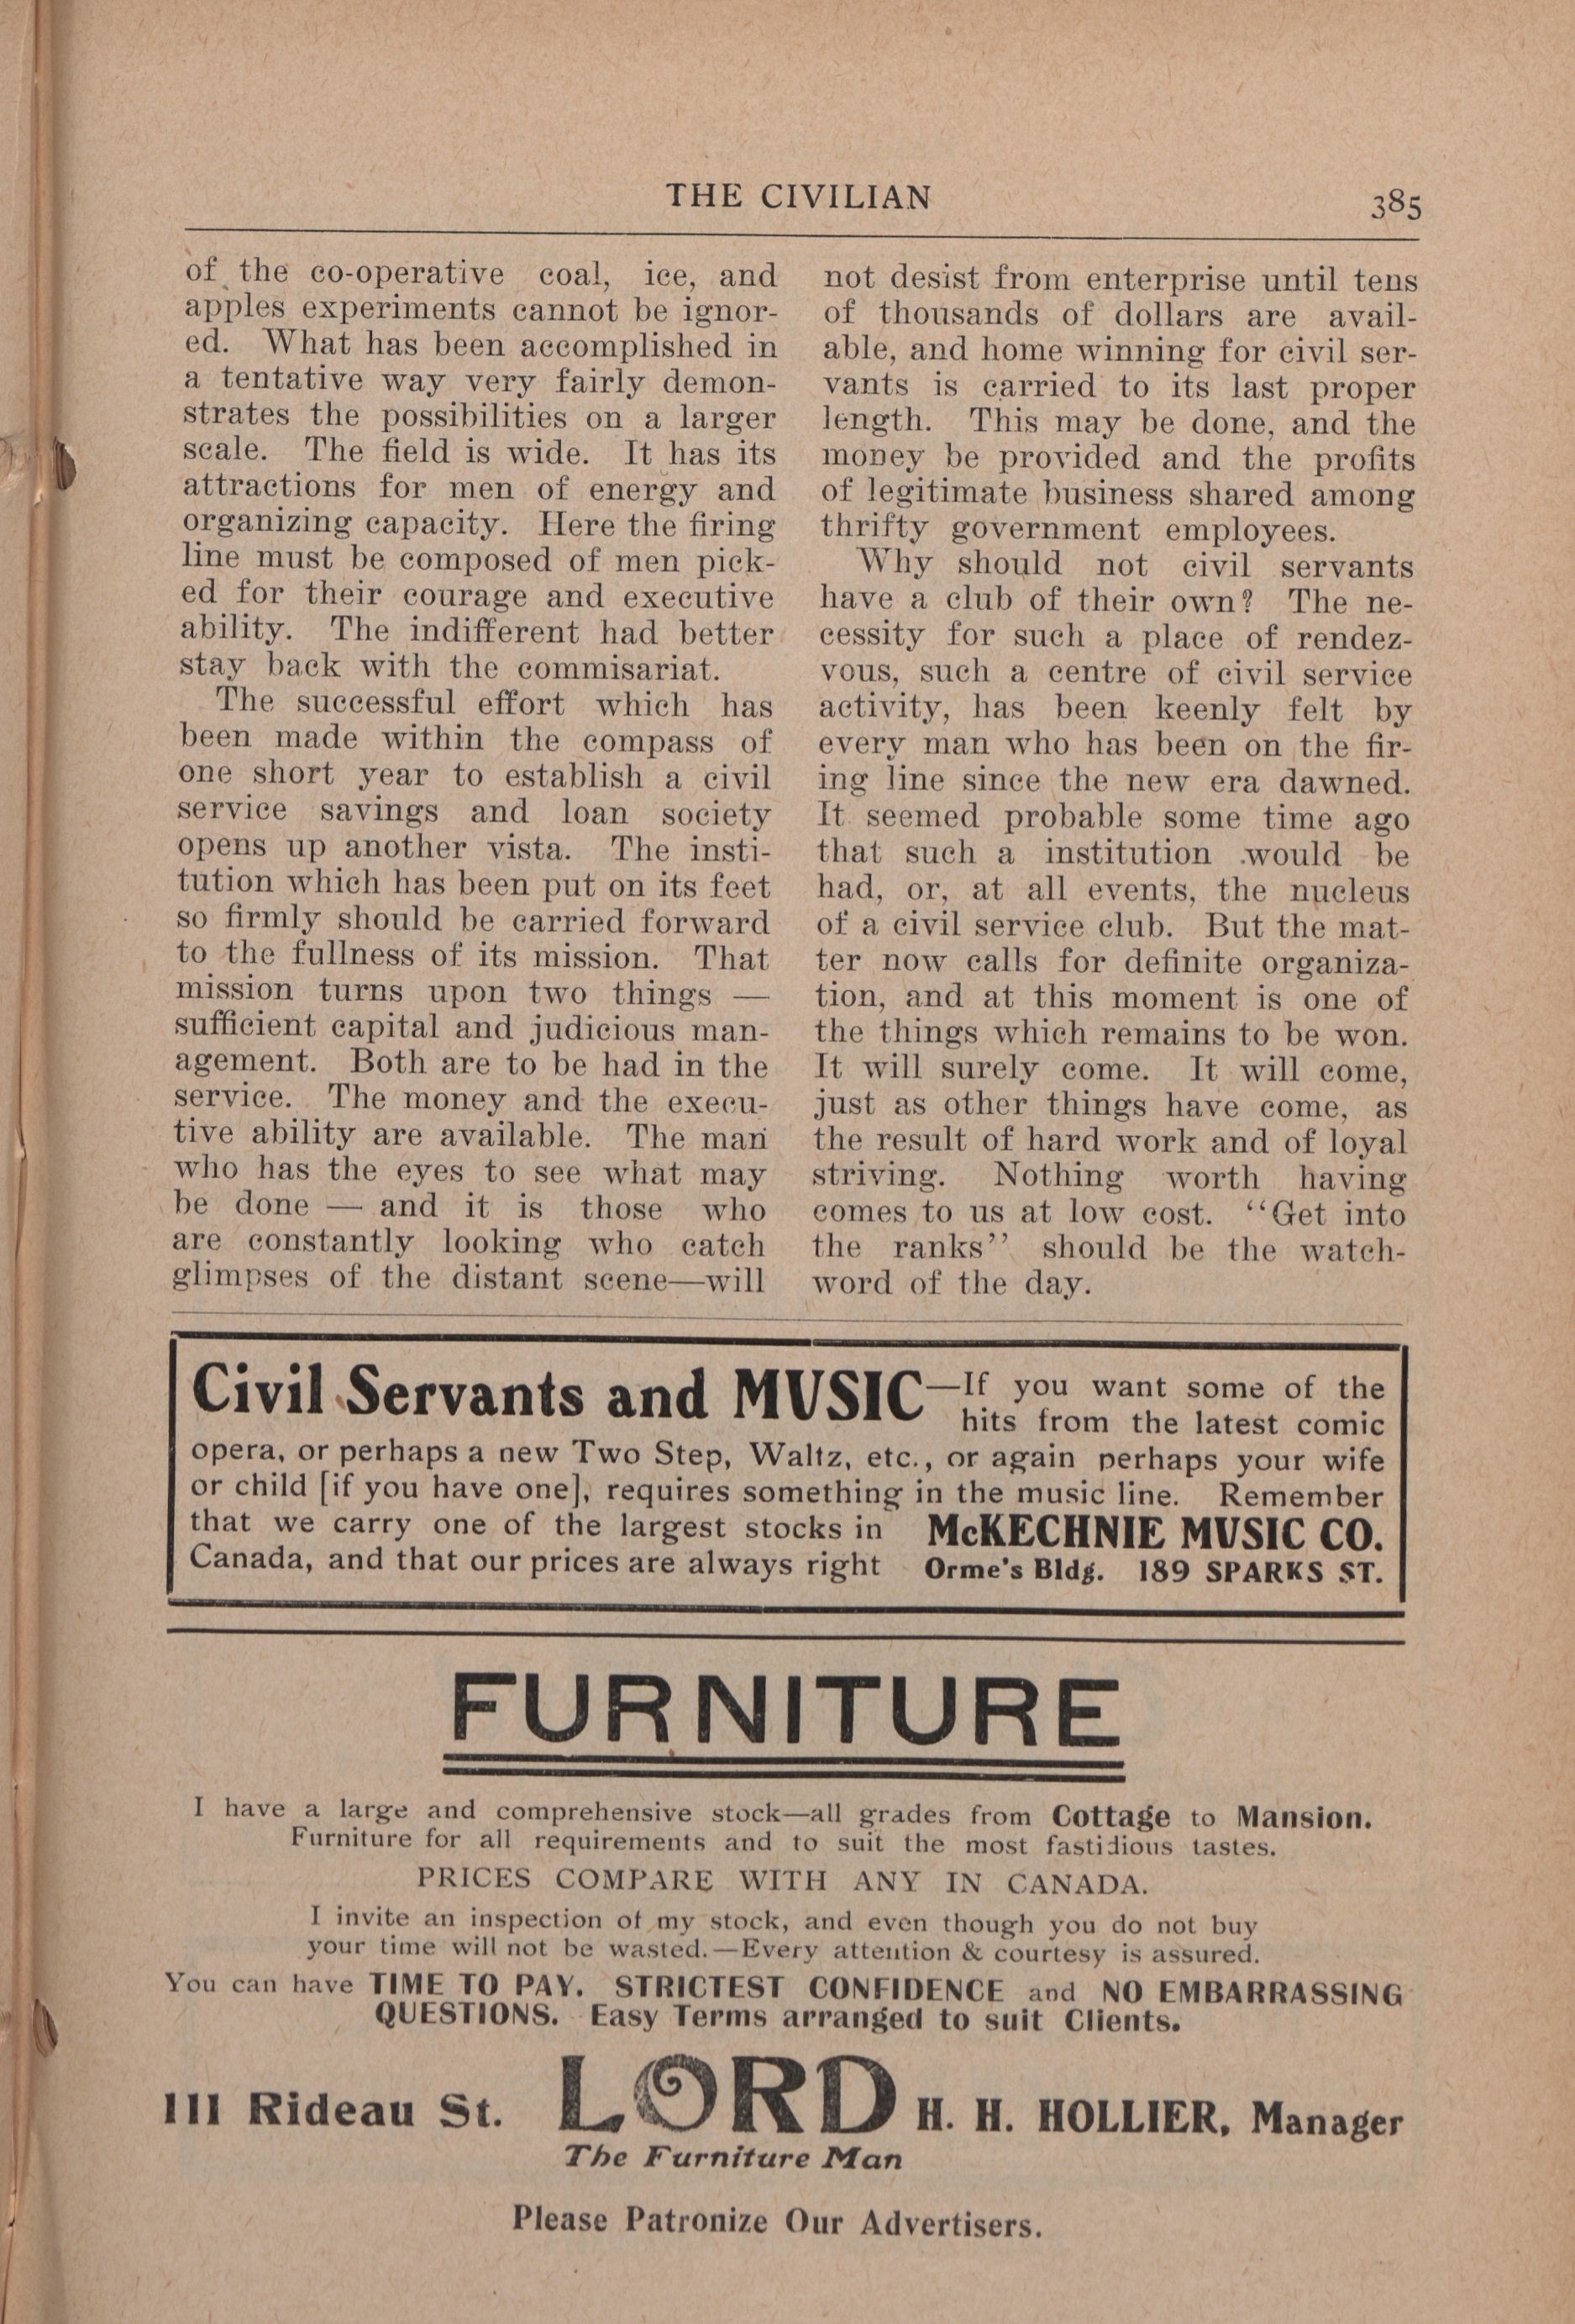 THE CIVILIAN
385
of the co-operative coal, ice, and
apples experiments cannot be ignor-
ed. What has been accomplished in
a tentative way very fairly demon-
strates the possibilities on a larger
scale. The field is wide. It has its
attractions for men of energy and
organizing capacity. Here the firing
line must be composed of men pick-
ed for their courage and executive
ability. The indifferent had better
stay back with the commisariat.
The successful effort which has
been made within the compass of
one short year to establish a civil
service savings and loan society
opens up another vista. The insti-
tution which has been put on its feet
so firmly should be carried forward
to the fullness of its mission. That
mission turns upon two things —
sufficient capital and judicious man-
agement. Both are to be had in the
service. The money and the execu-
tive ability are available. The man
who has the eyes to see what may
be done — and it is those who
are constantly looking who catch
glimpses of the distant scene—will
not desist from enterprise until tens
of thousands of dollars are avail-
able, and home winning for civil ser-
vants is carried to its last proper
length. This may be done, and the
money be provided and the profits
of legitimate business shared among
thrifty government employees.
Why should not civil servants
have a club of their own? The ne-
cessity for such a place of rendez-
vous, such a centre of civil service
activity, has been keenly felt by
every man who has been on the fir-
ing line since the new era dawned.
It seemed probable some time ago
that such a institution would be
had, or, at all events, the nucleus
of a civil service club. But the mat-
ter now calls for definite organiza-
tion, and at this moment is one of
the things which remains to be won.
It will surely come. It will come,
just as other things have come, as
the result of hard work and of loyal
striving. Nothing worth having
comes to us at low cost. "Get into
the ranks" should be the watch-
word of the day.
Civil Servants and MUSIC—If you want some of the
hits from the latest comic
opera, or perhaps a new Two Step, Waltz, etc., or again perhaps your wife
or child [if you have one], requires something in the music line. Remember
that we carry one of the largest stocks in McKECHNIE MUSIC CO.
Canada, and that our prices are always right Orme's Bldg. 189 SPARKS ST.
FURNITURE
I have a large and comprehensive stock—all grades from Cottage to Mansion.
Furniture for all requirements and to suit the most fastidious tastes.
PRICES COMPARE WITH ANY IN CANADA.
I invite an inspection of my stock, and even though you do not buy
your time will not be wasted.—Every attention & courtesy is assured.
You can have TIME TO PAY. STRICTEST CONFIDENCE and NO EMBARRASSING
QUESTIONS. Easy Terms arranged to suit Clients.
111 Rideau St. LORD H. H. HOLLIER, Manager
The Furniture Man
Please Patronize Our Advertisers.